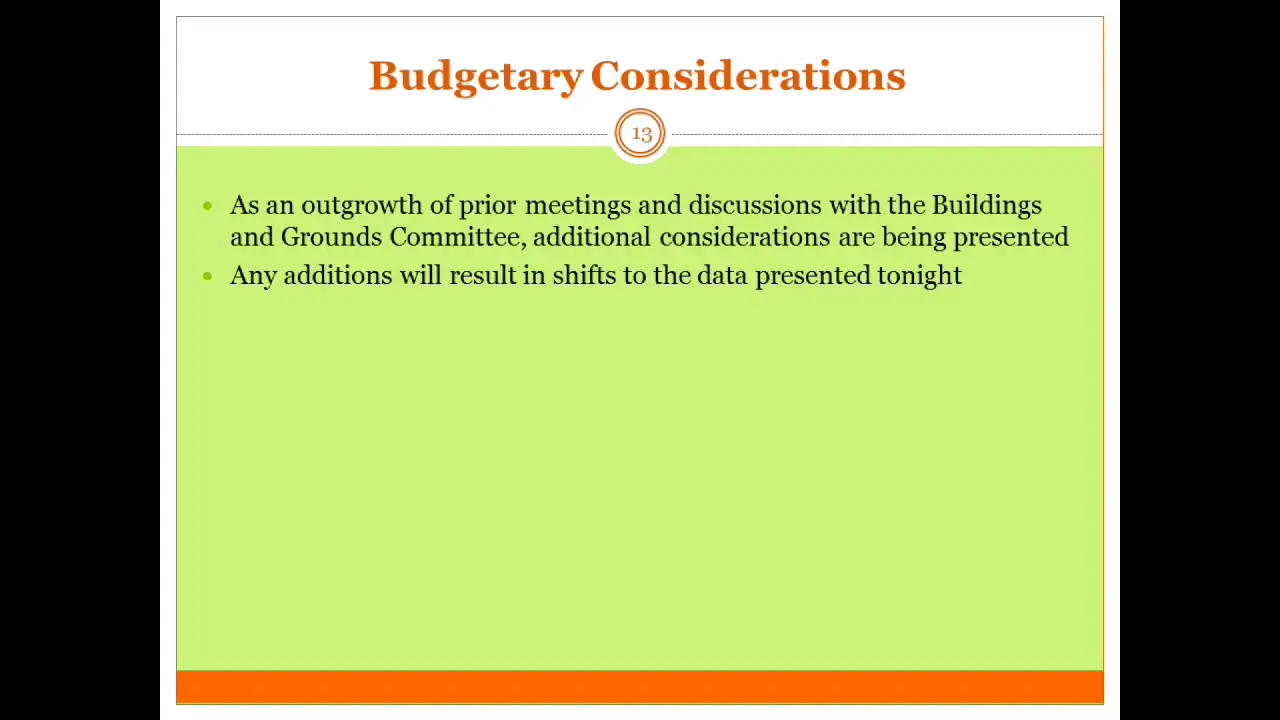 Budgetary Considerations
13
• As an outgrowth of prior meetings and discussions with the Buildings
and Grounds Committee, additional considerations are being presented
• Any additions will result in shifts to the data presented tonight